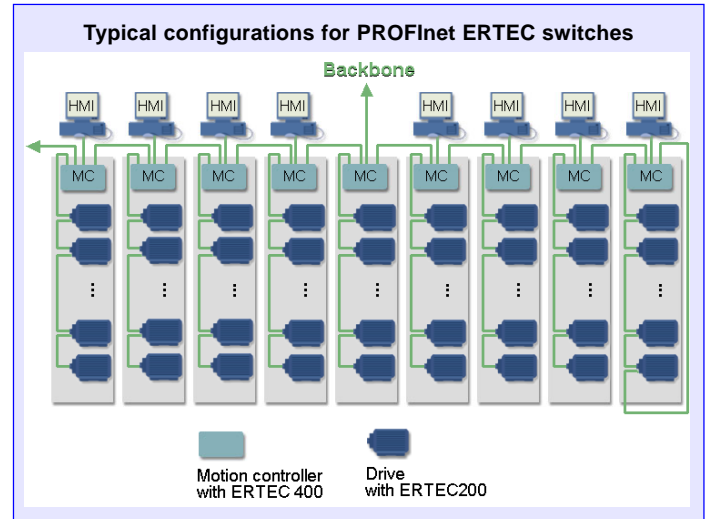 Typical configurations for PROFInet ERTEC switches
Backbone
HMI HMI HMI HMI HMI HMI HMI HMI
MC MC MC MC MC MC MC MC MC
Motion controller
with ERTEC 400
Drive
with ERTEC200